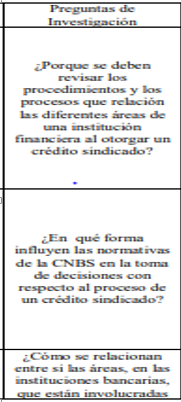 Preguntas de
Investigación
¿Porque se deben
revisar los
procedimientos y los
procesos que relación
las diferentes áreas de
una institución
financiera al otorgar un
crédito sindicado?
¿En qué forma
influyen las normativas
de la CNBS en la toma
de decisiones con
respecto al proceso de
un crédito sindicado?
¿Cómo se relacionan
entre si las áreas, en las
instituciones bancarias,
que están involucradas